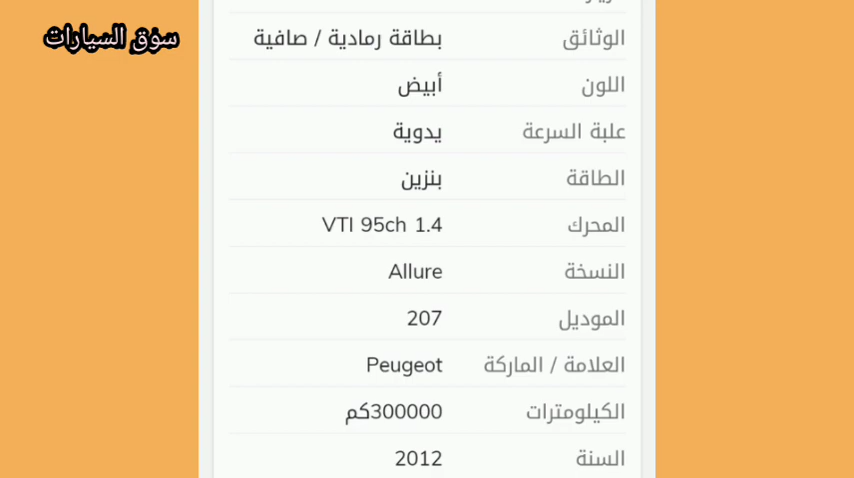 سوق السيارات
الوثائق بطاقة رمادية / صافية
اللون أبيض
علبة السرعة يدوية
الطاقة بنزين
المحرك 1.4 VTI 95ch
النسخة Allure
الموديل 207
العلامة / الماركة Peugeot
الكيلومترات 300000كم
السنة 2012